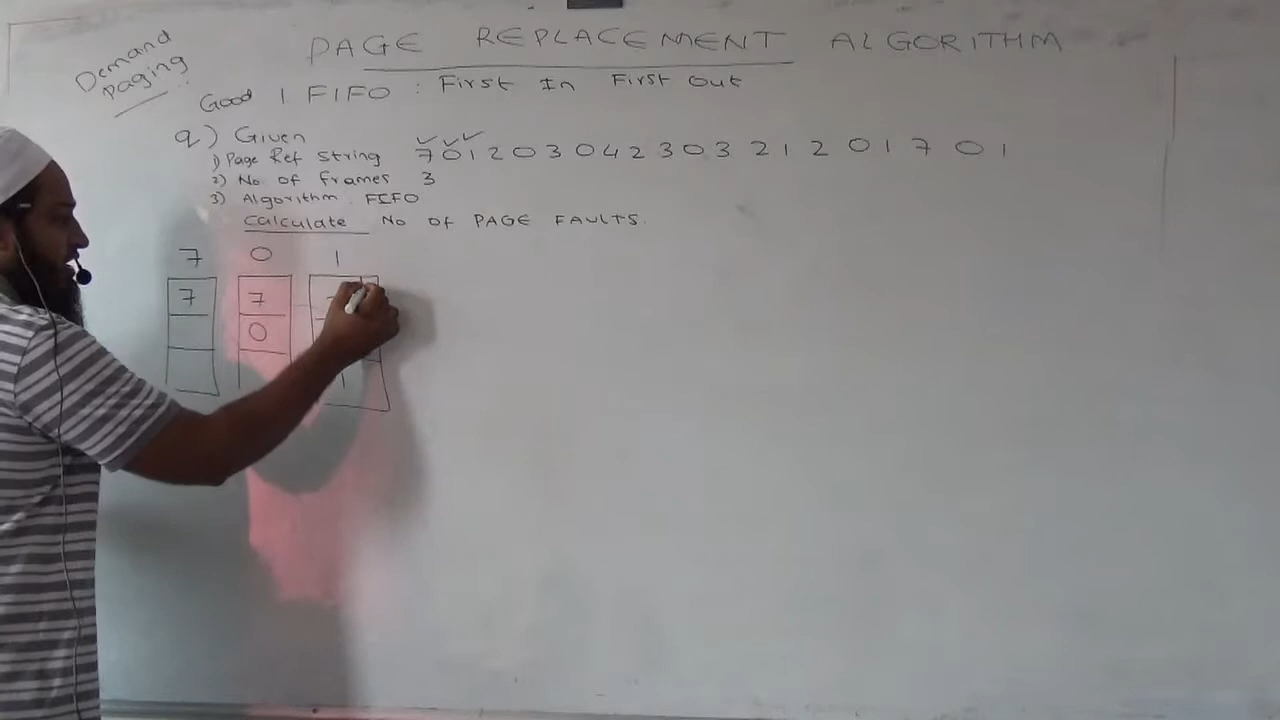 PAGE REPLACEMENT ALGORITHM
Demand
Paging
Good 1 FIFO : First In First Out
q) Given
1) Page Ref String 7 0 1 2 0 3 0 4 2 3 0 3 2 1 2 0 1 7 0 1
2) No of frames 3
3) Algorithm : FIFO
Calculate No of PAGE FAULTS.
7 0 1
7 7
0
1